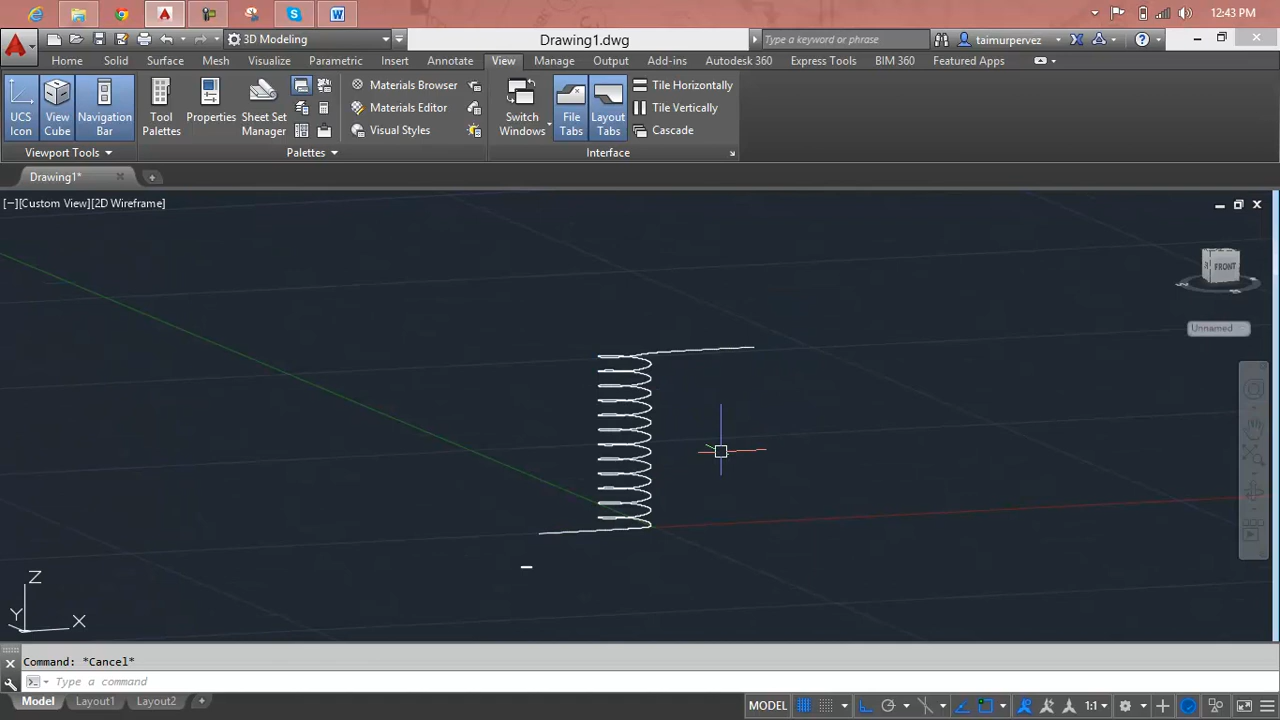 12:43 PM
3D Modeling
Drawing1.dwg
Type a keyword or phrase
taimurpervez
Home Solid Surface Mesh Visualize Parametric Insert Annotate View Manage Output Add-ins Autodesk 360 Express Tools BIM 360 Featured Apps
UCS Icon
View Cube
Navigation Bar
Viewport Tools
Tool Palettes
Properties
Sheet Set Manager
Materials Browser
Materials Editor
Visual Styles
Palettes
Switch Windows
File Tabs
Layout Tabs
Tile Horizontally
Tile Vertically
Cascade
Interface
Drawing1*
[−][Custom View][2D Wireframe]
FRONT
Unnamed
Z
Y
X
Command: *Cancel*
Type a command
Model Layout1 Layout2 +
MODEL
1:1